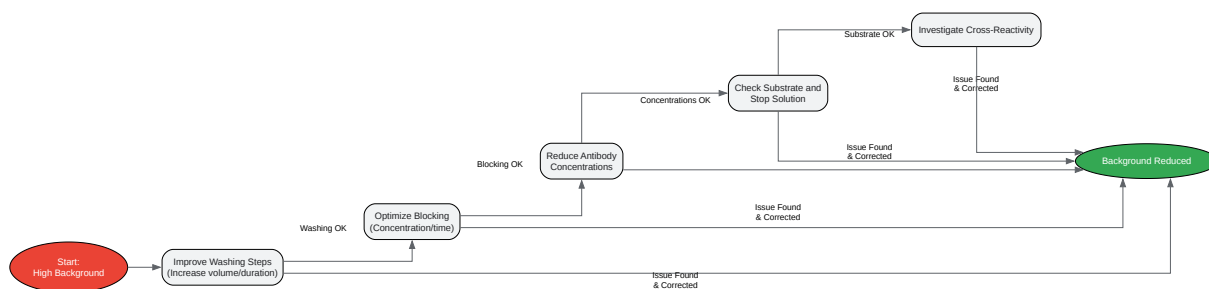 Substrate OK
Investigate Cross-Reactivity
Issue Found
& Corrected
Check Substrate and
Stop Solution
Concentrations OK
Issue Found
& Corrected
Reduce Antibody
Concentrations
Blocking OK
Background Reduced
Issue Found
& Corrected
Optimize Blocking
(Concentration/time)
Washing OK
Start:
High Background
Improve Washing Steps
(Increase volume/duration)
Issue Found
& Corrected